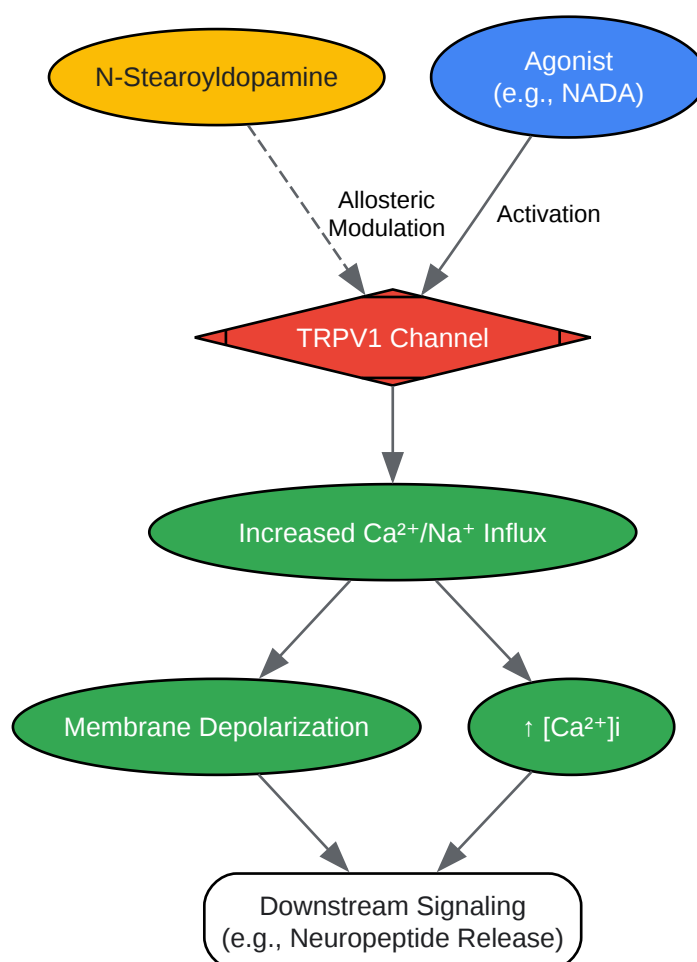 N-Stearoyldopamine
Agonist
(e.g., NADA)
Allosteric
Modulation
Activation
TRPV1 Channel
Increased Ca²⁺/Na⁺ Influx
Membrane Depolarization
↑ [Ca²⁺]i
Downstream Signaling
(e.g., Neuropeptide Release)